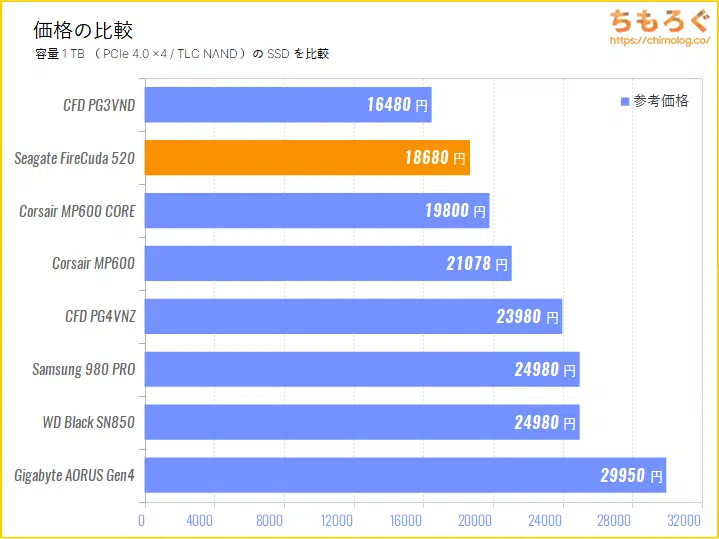 価格の比較
容量 1 TB （ PCIe 4.0 ×4 / TLC NAND ）の SSD を比較
ちもろぐ
https://chimolog.co/
参考価格
CFD PG3VND 16480 円
Seagate FireCuda 520 18680 円
Corsair MP600 CORE 19800 円
Corsair MP600 21078 円
CFD PG4VNZ 23980 円
Samsung 980 PRO 24980 円
WD Black SN850 24980 円
Gigabyte AORUS Gen4 29950 円
0 4000 8000 12000 16000 20000 24000 28000 32000